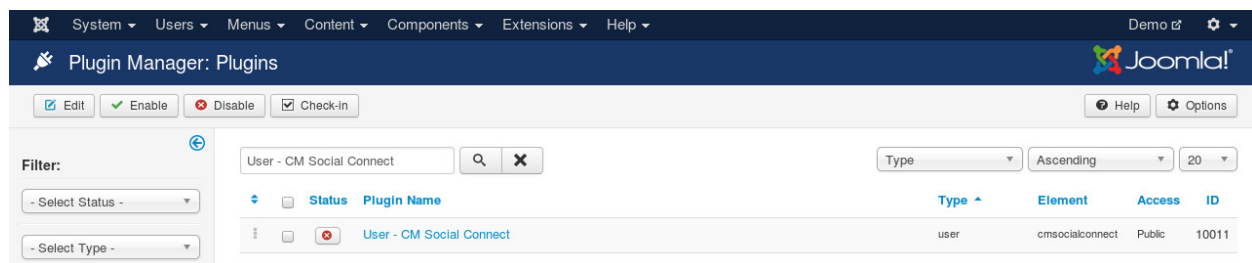 System Users Menus Content Components Extensions Help Demo
Plugin Manager: Plugins Joomla!
Edit Enable Disable Check-in Help Options
Filter: User - CM Social Connect Type Ascending 20
- Select Status - Status Plugin Name Type Element Access ID
- Select Type - User - CM Social Connect user cmsocialconnect Public 10011